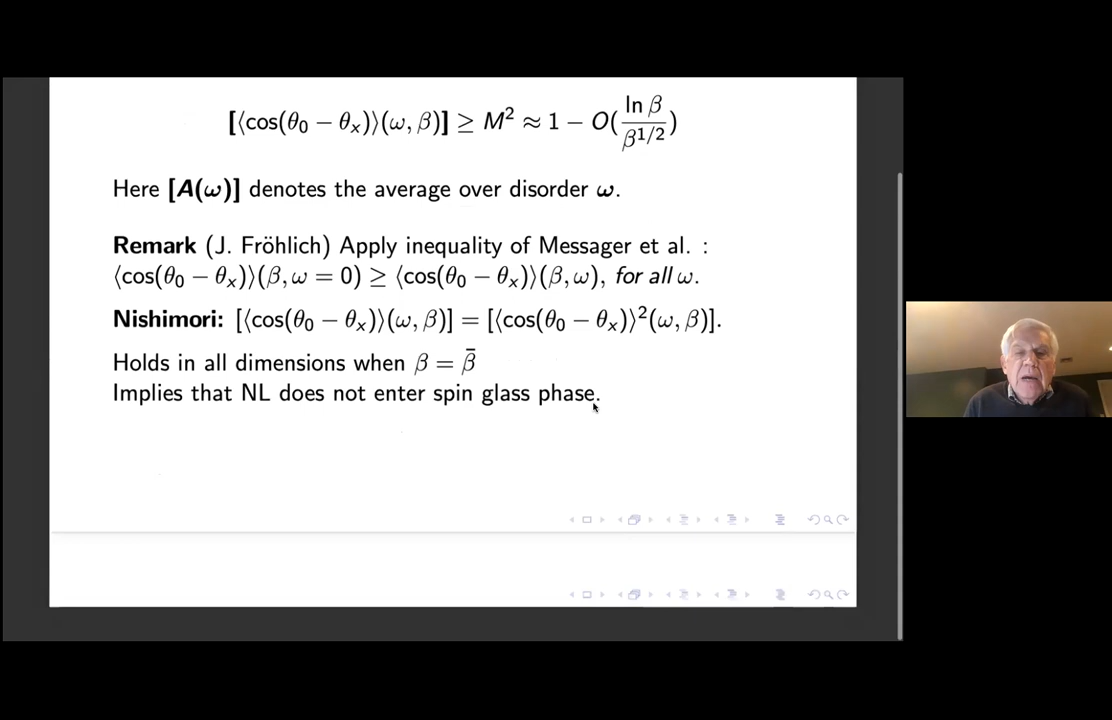 [⟨cos(θ₀ − θₓ)⟩(ω, β)] ≥ M² ≈ 1 − O(ln β / β^{1/2})
Here [A(ω)] denotes the average over disorder ω.
Remark (J. Fröhlich) Apply inequality of Messager et al. :
⟨cos(θ₀ − θₓ)⟩(β, ω = 0) ≥ ⟨cos(θ₀ − θₓ)⟩(β, ω), for all ω.
Nishimori: [⟨cos(θ₀ − θₓ)⟩(ω, β)] = [⟨cos(θ₀ − θₓ)⟩²(ω, β)].
Holds in all dimensions when β = β̄
Implies that NL does not enter spin glass phase.